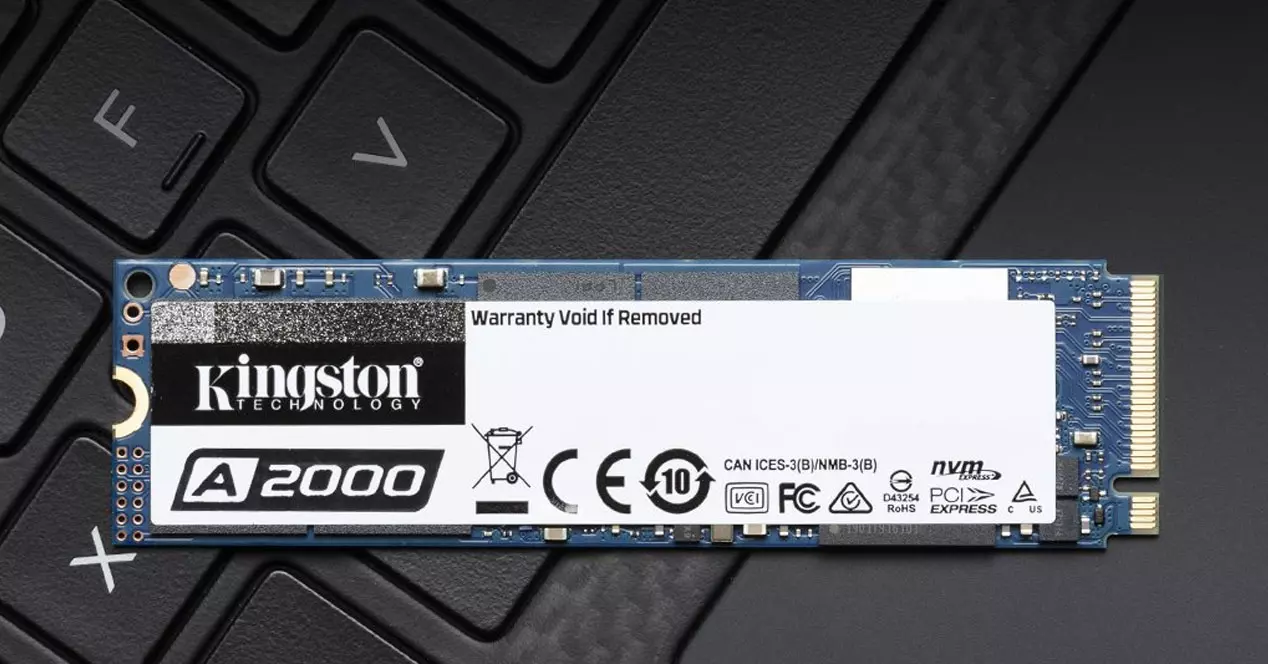 F
V
X
Warranty Void If Removed
Kingston®
TECHNOLOGY
A2000
CE
10
CAN ICES-3(B)/NMB-3(B)
VCI
FC
D43254
RoHS
nvm
EXPRESS
PCI
EXPRESS
C US